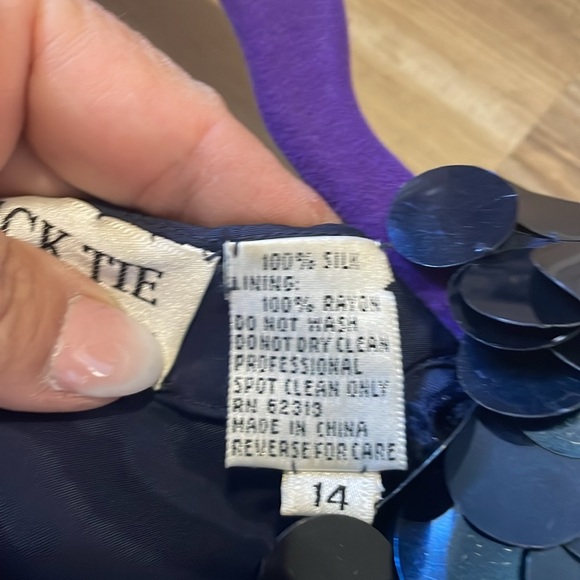 CK TIE
100% SILK
LINING:
100% RAYON
DO NOT WASH
DO NOT DRY CLEAN
PROFESSIONAL
SPOT CLEAN ONLY
RN 62313
MADE IN CHINA
REVERSE FOR CARE
14